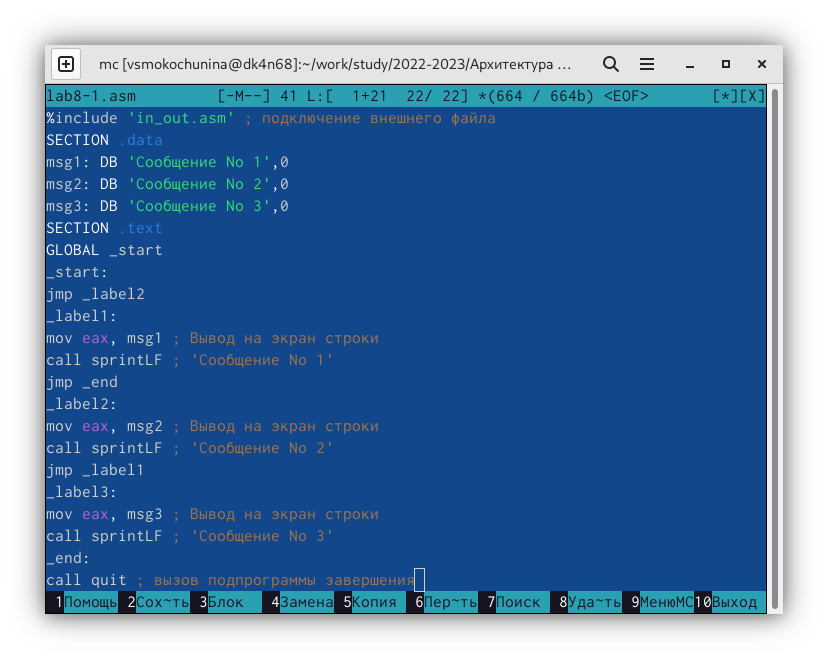 mc [vsmokochunina@dk4n68]:~/work/study/2022-2023/Архитектура ...
lab8-1.asm [-M--] 41 L:[ 1+21 22/ 22] *(664 / 664b) <EOF> [*][X]
%include 'in_out.asm' ; подключение внешнего файла
SECTION .data
msg1: DB 'Сообщение No 1',0
msg2: DB 'Сообщение No 2',0
msg3: DB 'Сообщение No 3',0
SECTION .text
GLOBAL _start
_start:
jmp _label2
_label1:
mov eax, msg1 ; Вывод на экран строки
call sprintLF ; 'Сообщение No 1'
jmp _end
_label2:
mov eax, msg2 ; Вывод на экран строки
call sprintLF ; 'Сообщение No 2'
jmp _label1
_label3:
mov eax, msg3 ; Вывод на экран строки
call sprintLF ; 'Сообщение No 3'
_end:
call quit ; вызов подпрограммы завершения
1Помощь 2Сох~ть 3Блок 4Замена 5Копия 6Пер~ть 7Поиск 8Уда~ть 9МенюMC 10Выход